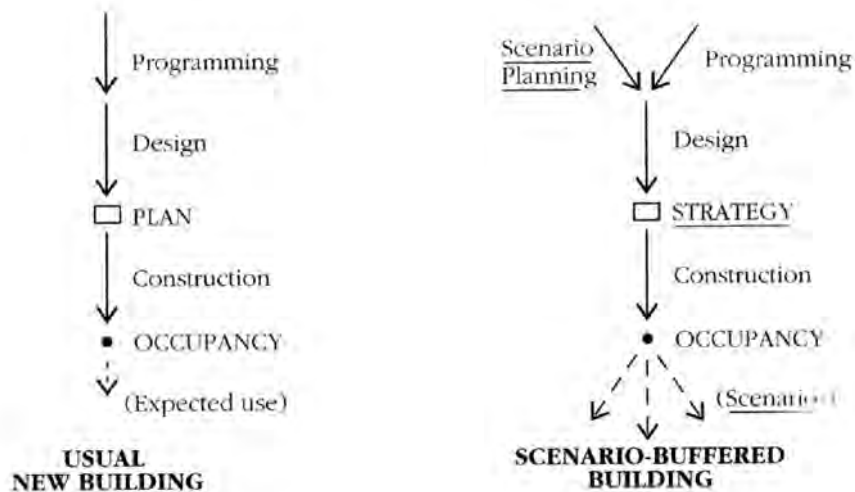 Programming
Design
PLAN
Construction
OCCUPANCY
(Expected use)
USUAL
NEW BUILDING
Scenario
Planning
Programming
Design
STRATEGY
Construction
OCCUPANCY
SCENARIO-BUFFERED
BUILDING